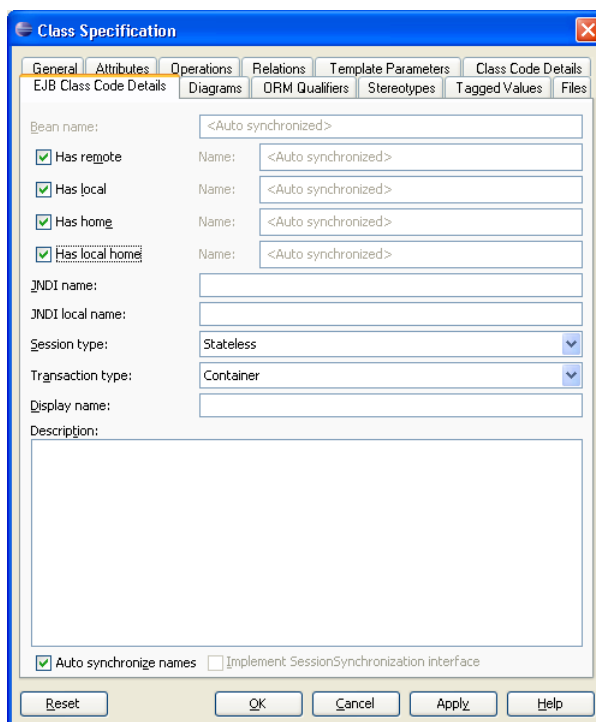 Class Specification
General Attributes Operations Relations Template Parameters Class Code Details
EJB Class Code Details Diagrams ORM Qualifiers Stereotypes Tagged Values Files
Bean name: <Auto synchronized>
Has remote Name: <Auto synchronized>
Has local Name: <Auto synchronized>
Has home Name: <Auto synchronized>
Has local home Name: <Auto synchronized>
JNDI name:
JNDI local name:
Session type: Stateless
Transaction type: Container
Display name:
Description:
Auto synchronize names Implement SessionSynchronization interface
Reset OK Cancel Apply Help